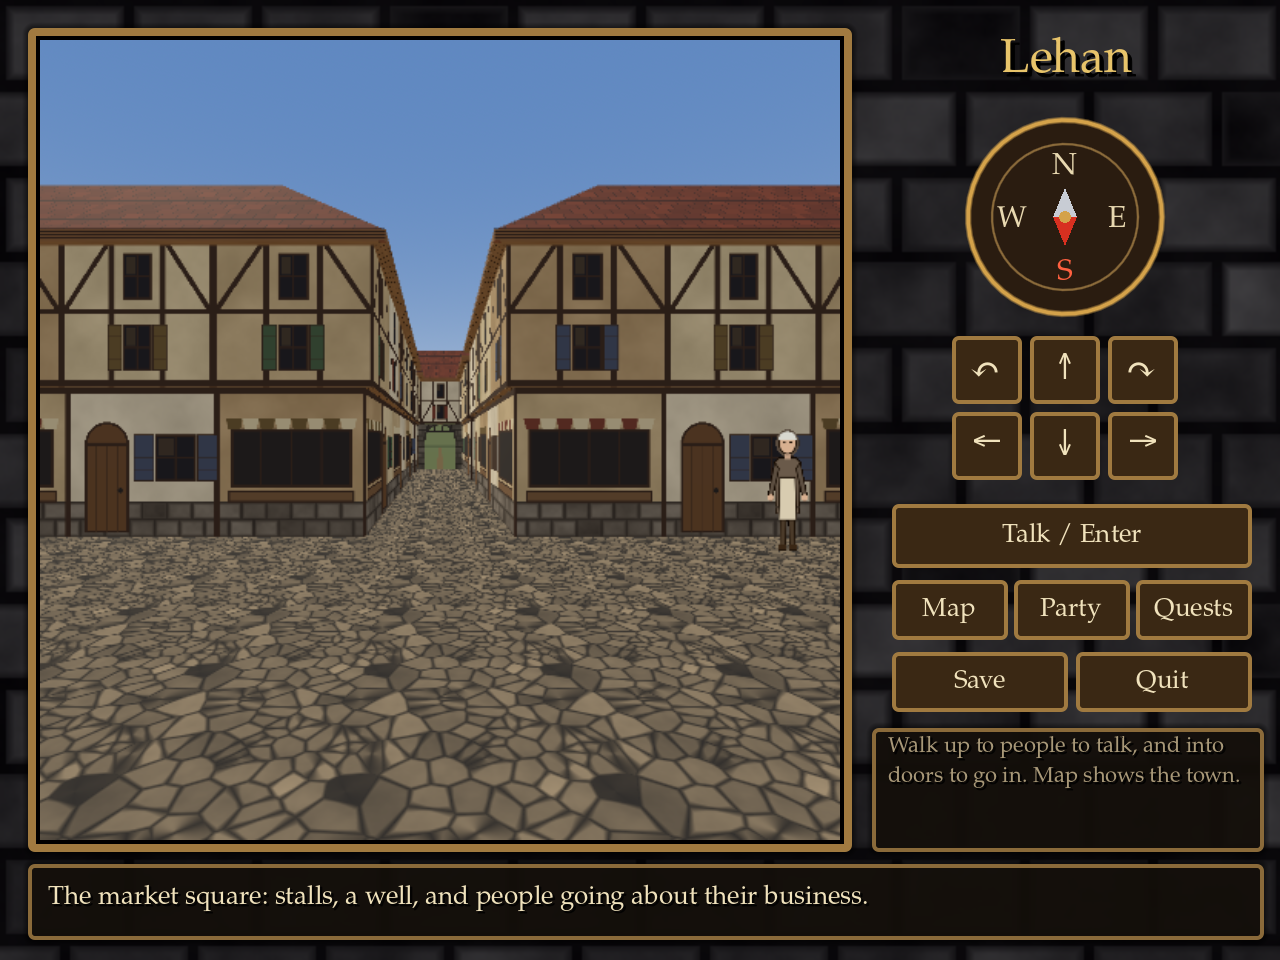 Lehan
N
W E
S
Talk / Enter
Map Party Quests
Save Quit
Walk up to people to talk, and into
doors to go in. Map shows the town.
The market square: stalls, a well, and people going about their business.